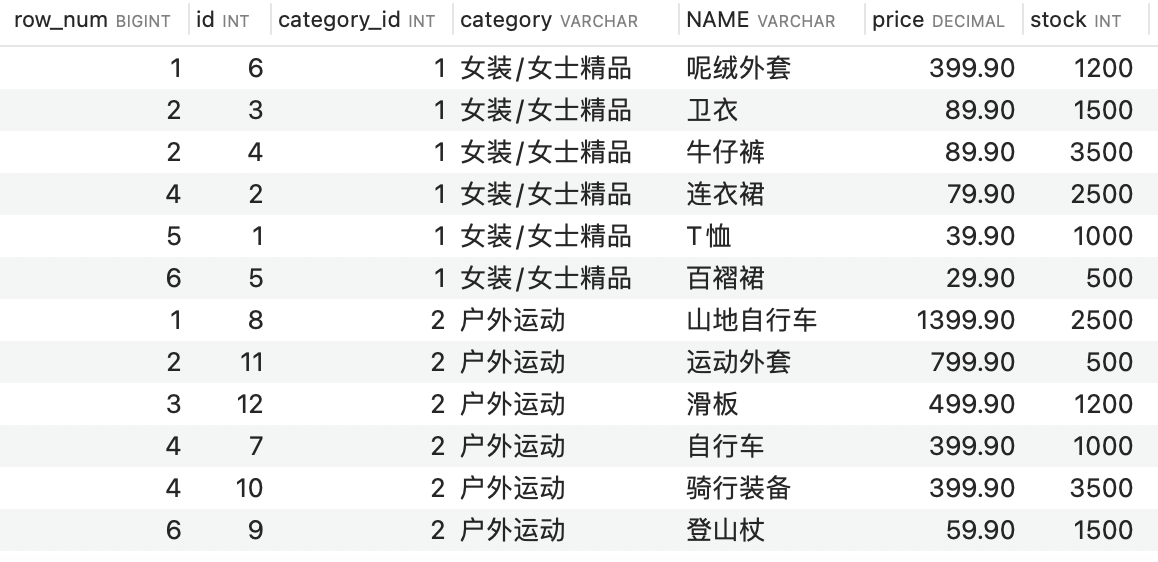 row_num BIGINT id INT category_id INT category VARCHAR NAME VARCHAR price DECIMAL stock INT
1 6 1 女装/女士精品 呢绒外套 399.90 1200
2 3 1 女装/女士精品 卫衣 89.90 1500
2 4 1 女装/女士精品 牛仔裤 89.90 3500
4 2 1 女装/女士精品 连衣裙 79.90 2500
5 1 1 女装/女士精品 T恤 39.90 1000
6 5 1 女装/女士精品 百褶裙 29.90 500
1 8 2 户外运动 山地自行车 1399.90 2500
2 11 2 户外运动 运动外套 799.90 500
3 12 2 户外运动 滑板 499.90 1200
4 7 2 户外运动 自行车 399.90 1000
4 10 2 户外运动 骑行装备 399.90 3500
6 9 2 户外运动 登山杖 59.90 1500